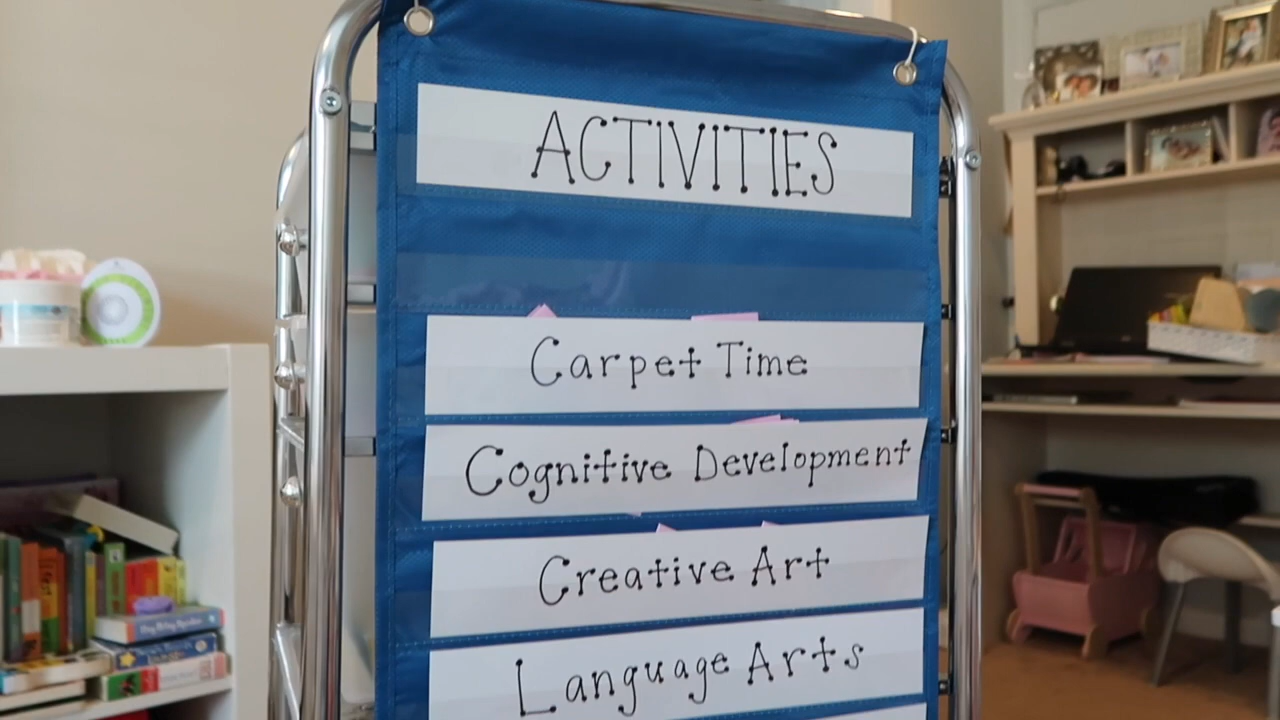 ACTIVITIES
Carpet Time
Cognitive Development
Creative Art
Language Arts